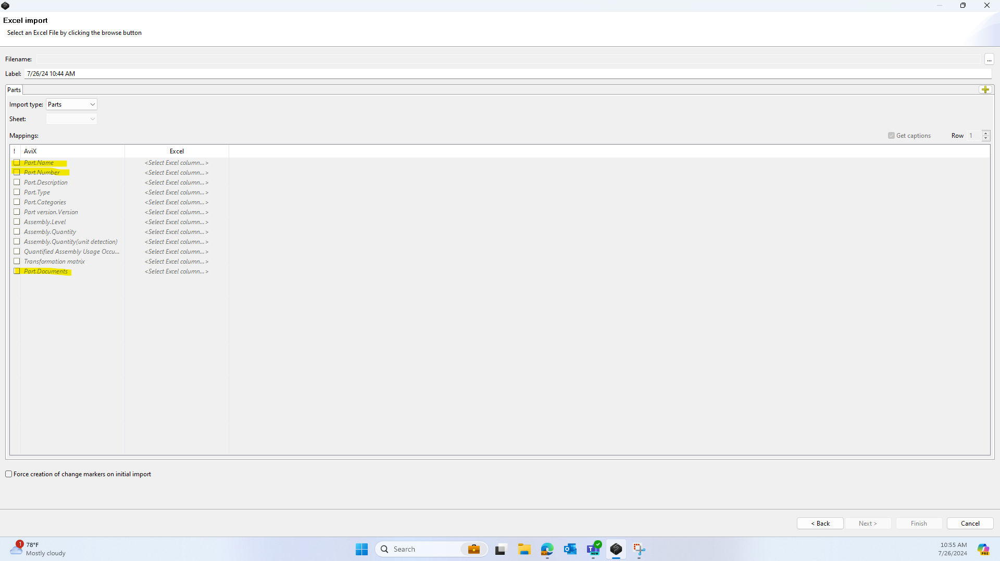 Excel import
Select an Excel File by clicking the browse button
Filename:
...
Label: 7/26/24 10:44 AM
Parts
Import type: Parts
Sheet:
Mappings:
Get captions Row 1
! AviX Excel
Part.Name <Select Excel column...>
Part.Number <Select Excel column...>
Part.Description <Select Excel column...>
Part.Type <Select Excel column...>
Part.Categories <Select Excel column...>
Part version.Version <Select Excel column...>
Assembly.Level <Select Excel column...>
Assembly.Quantity <Select Excel column...>
Assembly.Quantity(unit detection) <Select Excel column...>
Quantified Assembly Usage Occu... <Select Excel column...>
Transformation matrix <Select Excel column...>
Part.Documents <Select Excel column...>
Force creation of change markers on initial import
< Back Next > Finish Cancel
1 78°F
Mostly cloudy
Search
NEW
10:55 AM
7/26/2024
PRE